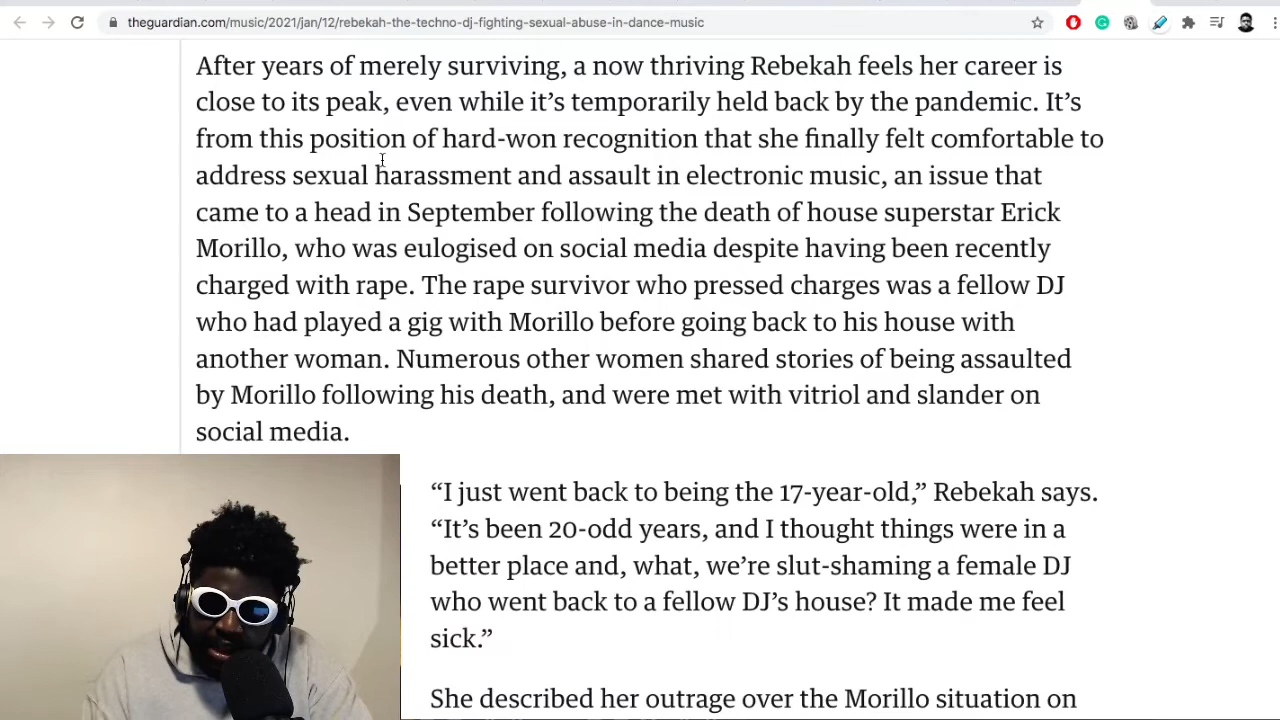 theguardian.com/music/2021/jan/12/rebekah-the-techno-dj-fighting-sexual-abuse-in-dance-music
After years of merely surviving, a now thriving Rebekah feels her career is
close to its peak, even while it’s temporarily held back by the pandemic. It’s
from this position of hard-won recognition that she finally felt comfortable to
address sexual harassment and assault in electronic music, an issue that
came to a head in September following the death of house superstar Erick
Morillo, who was eulogised on social media despite having been recently
charged with rape. The rape survivor who pressed charges was a fellow DJ
who had played a gig with Morillo before going back to his house with
another woman. Numerous other women shared stories of being assaulted
by Morillo following his death, and were met with vitriol and slander on
social media.
“I just went back to being the 17-year-old,” Rebekah says.
“It’s been 20-odd years, and I thought things were in a
better place and, what, we’re slut-shaming a female DJ
who went back to a fellow DJ’s house? It made me feel
sick.”
She described her outrage over the Morillo situation on